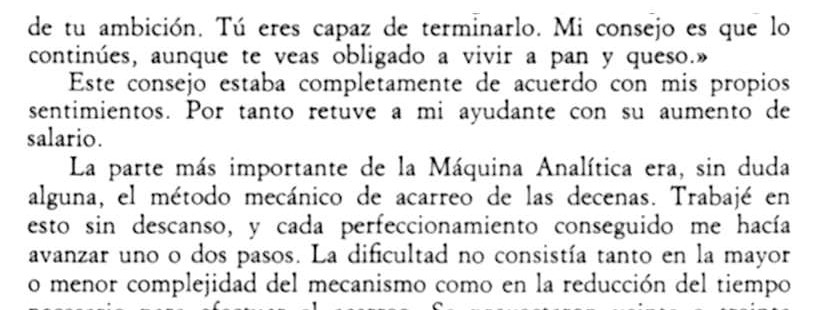 de tu ambición. Tú eres capaz de terminarlo. Mi consejo es que lo
continúes, aunque te veas obligado a vivir a pan y queso.»
Este consejo estaba completamente de acuerdo con mis propios
sentimientos. Por tanto retuve a mi ayudante con su aumento de
salario.
La parte más importante de la Máquina Analítica era, sin duda
alguna, el método mecánico de acarreo de las decenas. Trabajé en
esto sin descanso, y cada perfeccionamiento conseguido me hacía
avanzar uno o dos pasos. La dificultad no consistía tanto en la mayor
o menor complejidad del mecanismo como en la reducción del tiempo